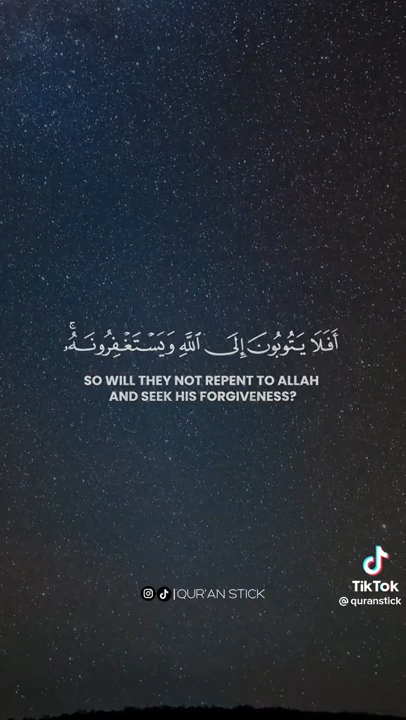 أَفَلَا يَتُوبُونَ إِلَى ٱللَّهِ وَيَسْتَغْفِرُونَهُۥۚ
SO WILL THEY NOT REPENT TO ALLAH
AND SEEK HIS FORGIVENESS?
|QUR'AN STICK
TikTok
@quranstick